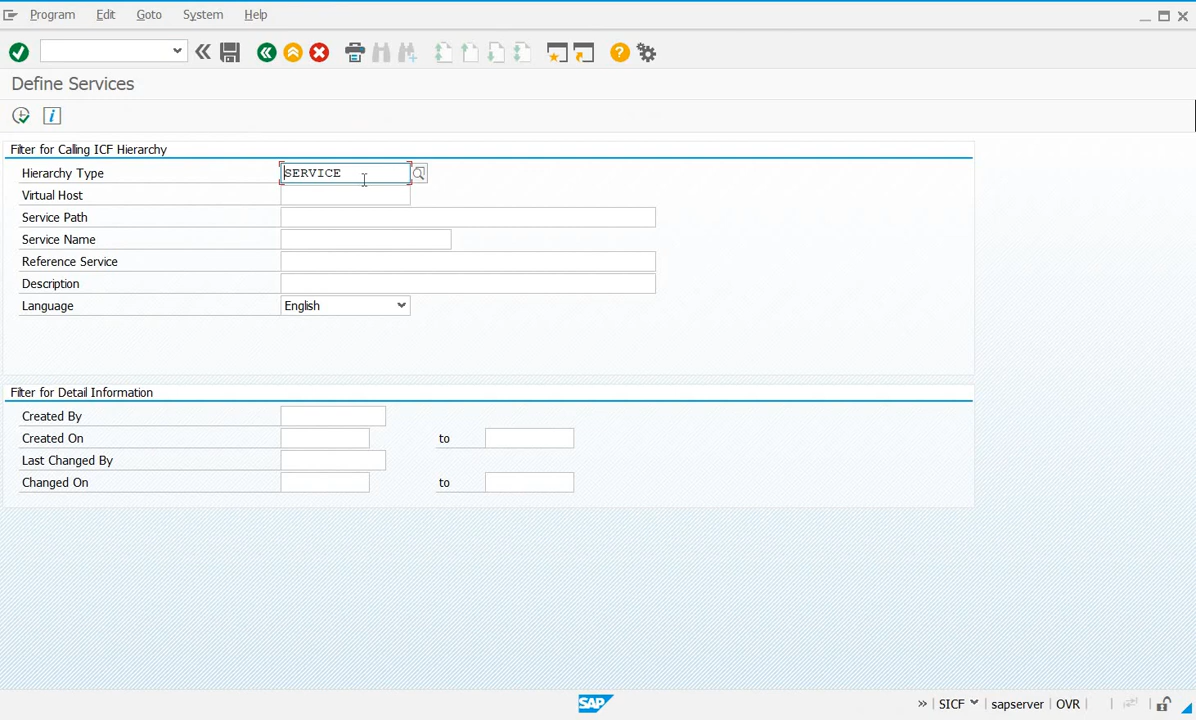 Program Edit Goto System Help
Define Services
Filter for Calling ICF Hierarchy
Hierarchy Type SERVICE
Virtual Host
Service Path
Service Name
Reference Service
Description
Language English
Filter for Detail Information
Created By
Created On to
Last Changed By
Changed On to
SAP » SICF sapserver OVR